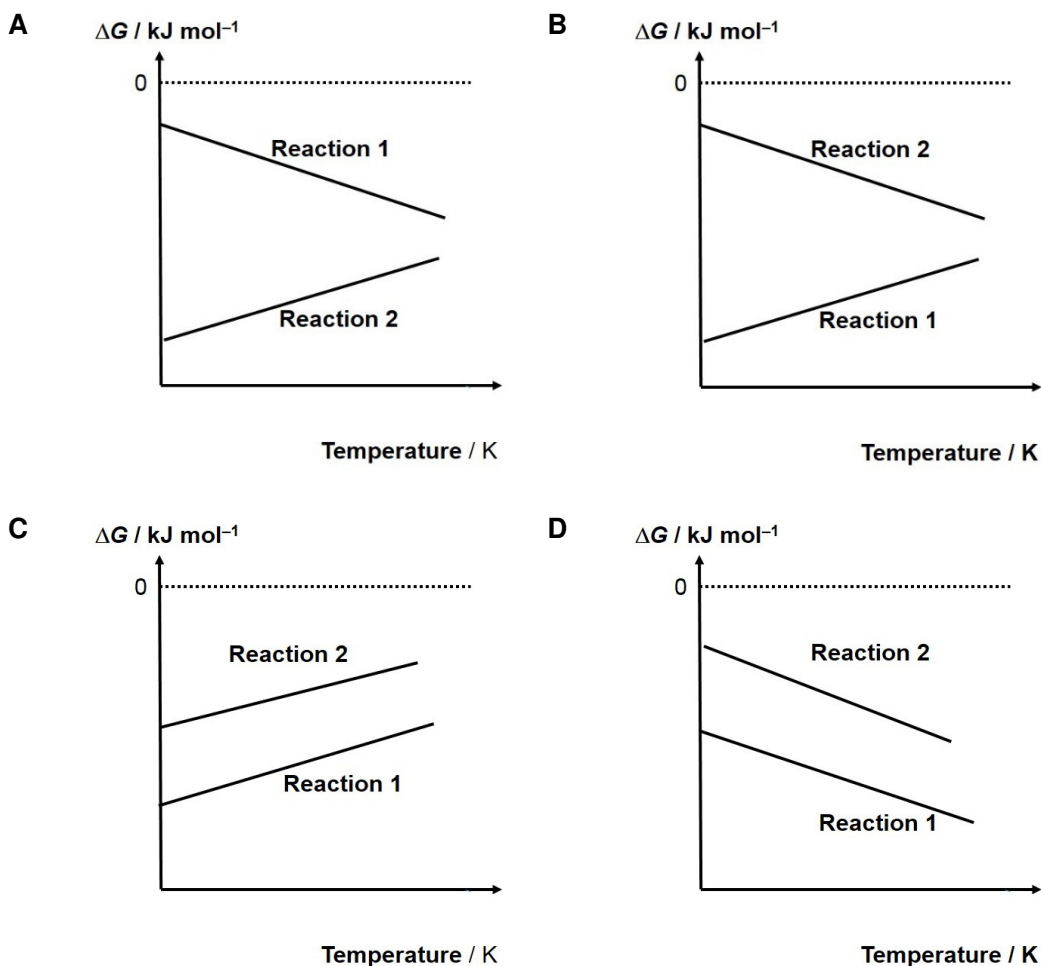 A
ΔG / kJ mol⁻¹
0
Reaction 1
Reaction 2
Temperature / K
B
ΔG / kJ mol⁻¹
0
Reaction 2
Reaction 1
Temperature / K
C
ΔG / kJ mol⁻¹
0
Reaction 2
Reaction 1
Temperature / K
D
ΔG / kJ mol⁻¹
0
Reaction 2
Reaction 1
Temperature / K